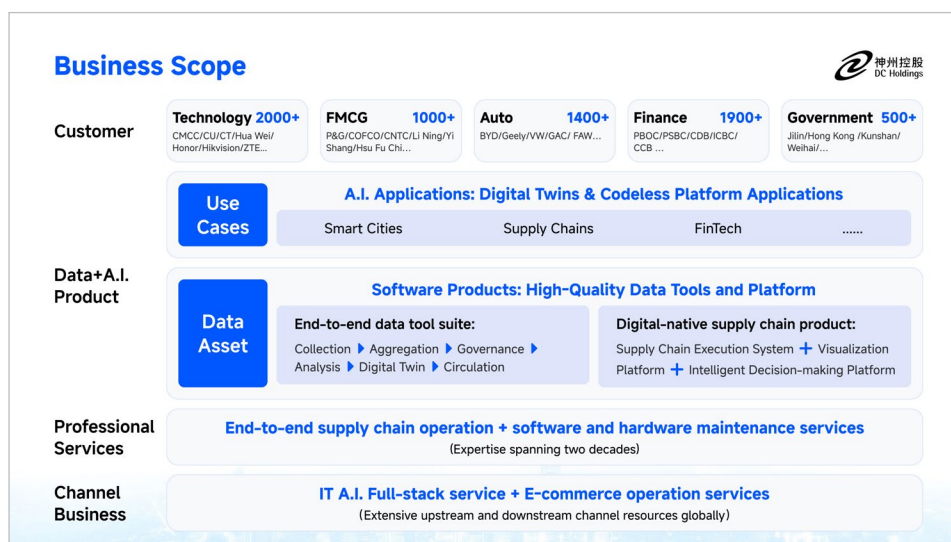 Business Scope
神州控股
DC Holdings
Customer
Technology 2000+
CMCC/CU/CT/Hua Wei/
Honor/Hikvision/ZTE...
FMCG 1000+
P&G/COFCO/CNTC/Li Ning/Yi
Shang/Hsu Fu Chi...
Auto 1400+
BYD/Geely/VW/GAC/ FAW...
Finance 1900+
PBOC/PSBC/CDB/ICBC/
CCB ...
Government 500+
Jilin/Hong Kong /Kunshan/
Weihai/...
Data+A.I.
Product
Use
Cases
A.I. Applications: Digital Twins & Codeless Platform Applications
Smart Cities Supply Chains FinTech ......
Data
Asset
Software Products: High-Quality Data Tools and Platform
End-to-end data tool suite:
Collection Aggregation Governance
Analysis Digital Twin Circulation
Digital-native supply chain product:
Supply Chain Execution System + Visualization
Platform + Intelligent Decision-making Platform
Professional
Services
End-to-end supply chain operation + software and hardware maintenance services
(Expertise spanning two decades)
Channel
Business
IT A.I. Full-stack service + E-commerce operation services
(Extensive upstream and downstream channel resources globally)